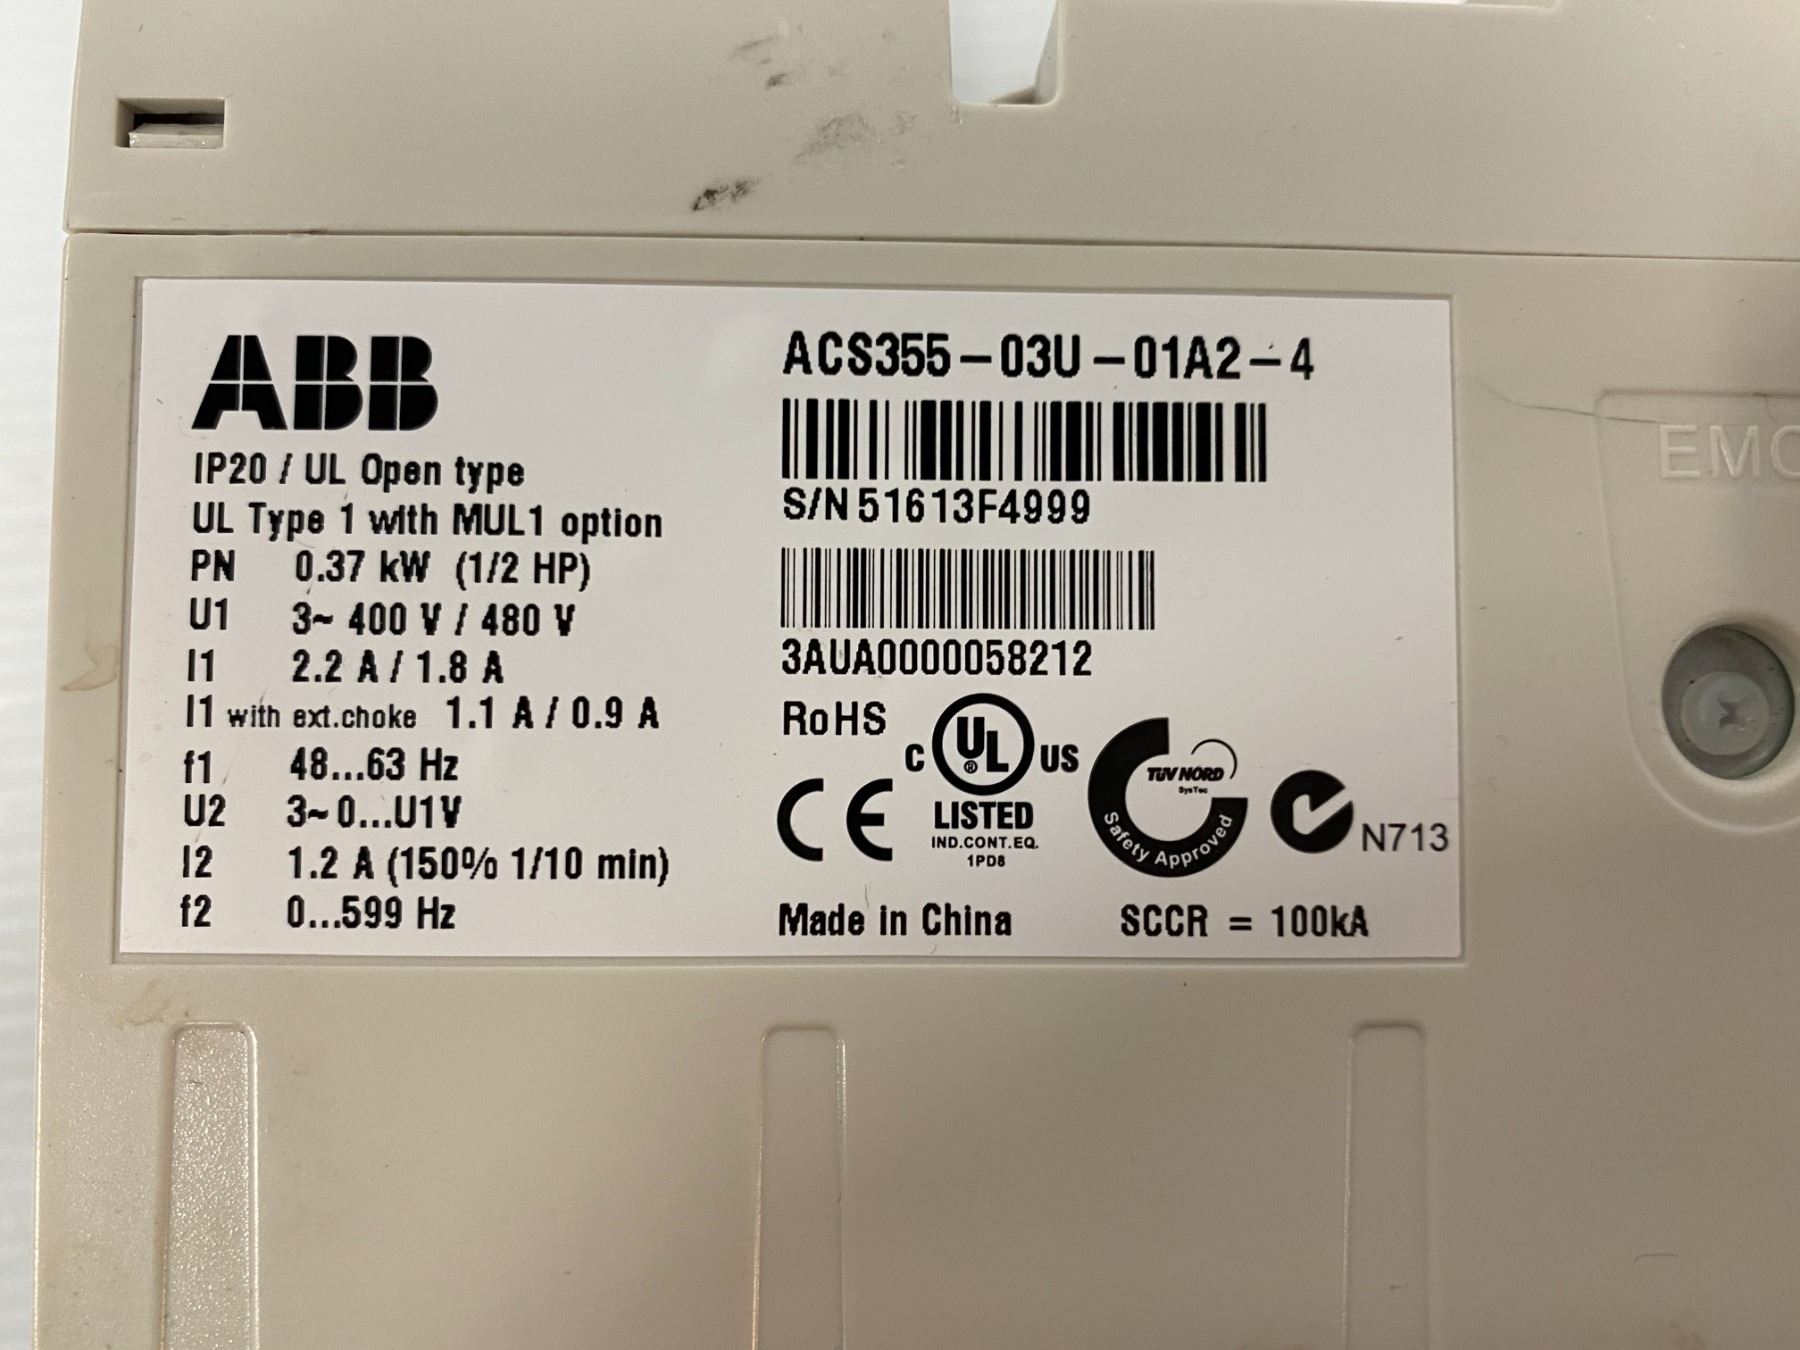 ABB
IP20 / UL Open type
UL Type 1 with MUL1 option
PN 0.37 kW (1/2 HP)
U1 3~ 400 V / 480 V
I1 2.2 A / 1.8 A
I1 with ext.choke 1.1 A / 0.9 A
f1 48...63 Hz
U2 3~ 0...U1V
I2 1.2 A (150% 1/10 min)
f2 0...599 Hz
ACS355-03U-01A2-4
S/N 51613F4999
3AUA0000058212
RoHS
C UL ® US
LISTED
IND.CONT.EQ.
1PD8
CE
TÜV NORD
SysTec
Safety Approved
N713
Made in China
SCCR = 100kA
EMC